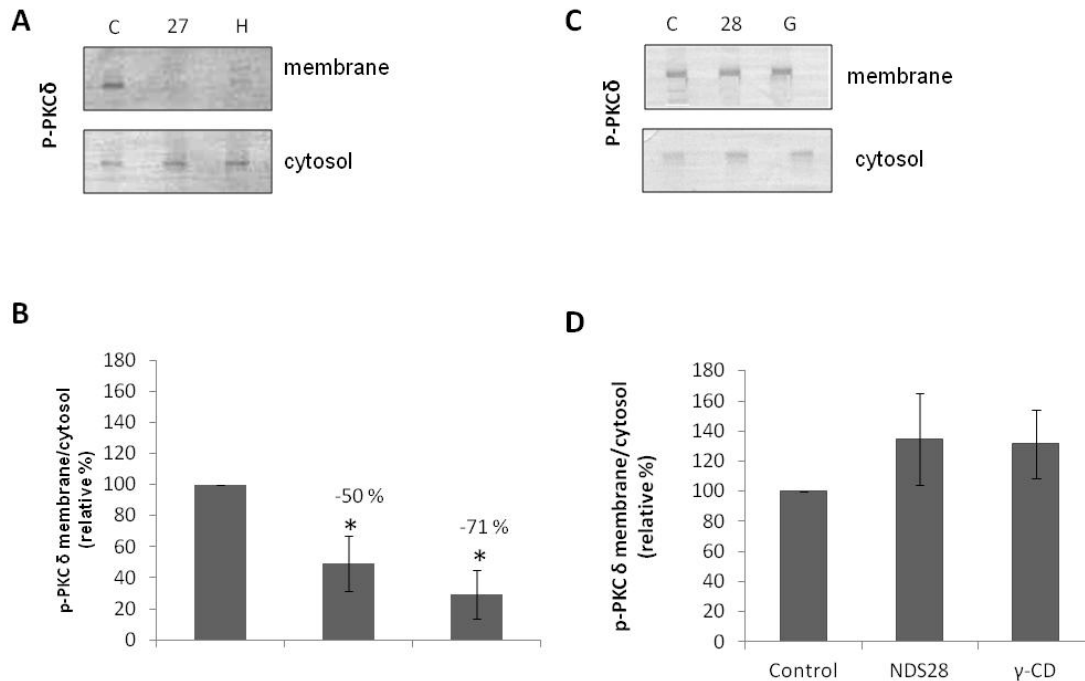 A
C 27 H
P-PKCδ
membrane
cytosol
C
C 28 G
P-PKCδ
membrane
cytosol
B
p-PKC δ membrane/cytosol
(relative %)
180
160
140
120
100
80
60
40
20
0
-50 %
*
-71 %
*
D
p-PKC δ membrane/cytosol
(relative %)
180
160
140
120
100
80
60
40
20
0
Control NDS28 γ-CD